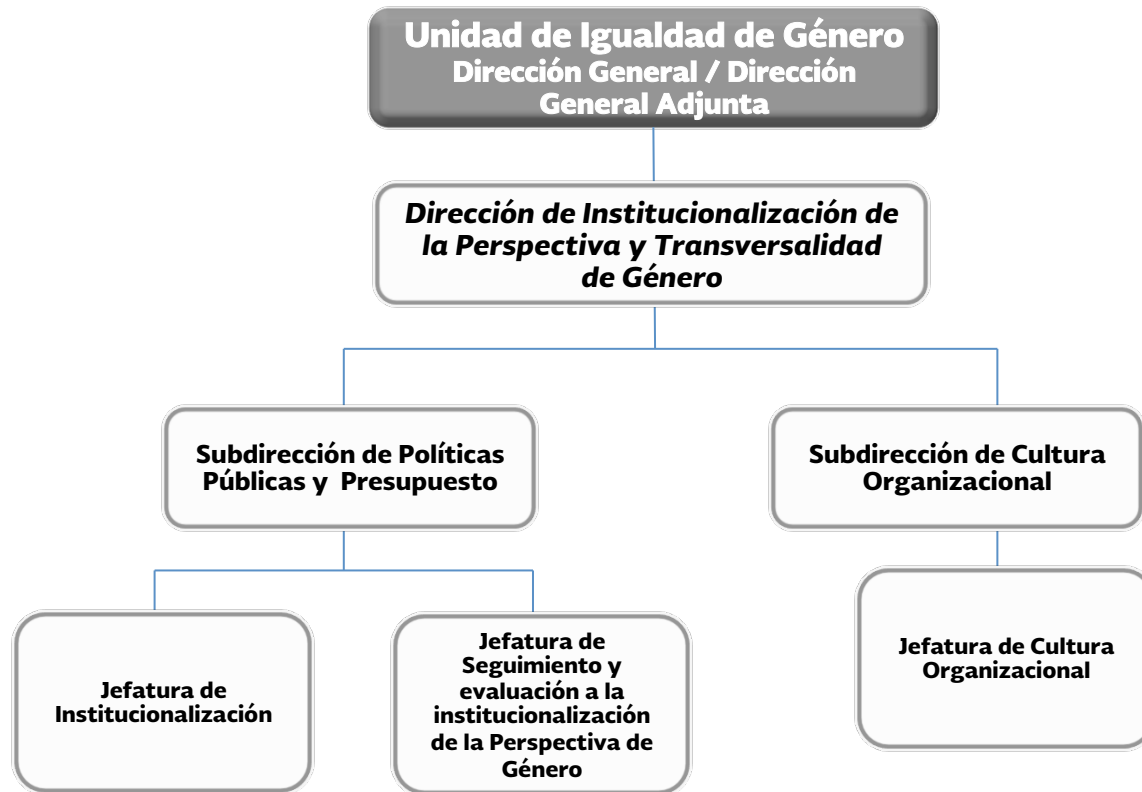 Unidad de Igualdad de Género
Dirección General / Dirección
General Adjunta
Dirección de Institucionalización de
la Perspectiva y Transversalidad
de Género
Subdirección de Políticas
Públicas y Presupuesto
Subdirección de Cultura
Organizacional
Jefatura de
Institucionalización
Jefatura de
Seguimiento y
evaluación a la
institucionalización
de la Perspectiva de
Género
Jefatura de Cultura
Organizacional